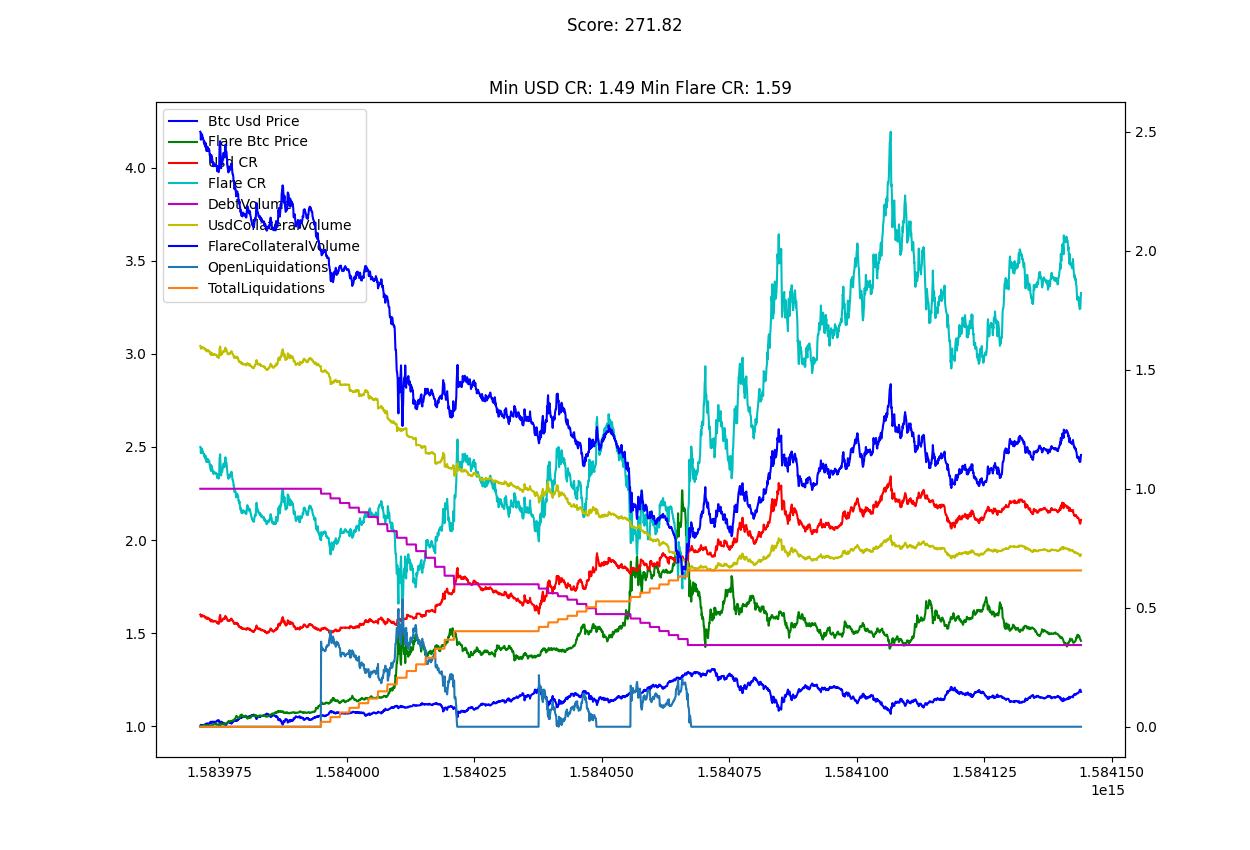 Score: 271.82
Min USD CR: 1.49 Min Flare CR: 1.59
Btc Usd Price
Flare Btc Price
Usd CR
Flare CR
DebtVolume
UsdCollateralVolume
FlareCollateralVolume
OpenLiquidations
TotalLiquidations
4.0
3.5
3.0
2.5
2.0
1.5
1.0
2.5
2.0
1.5
1.0
0.5
0.0
1.583975 1.584000 1.584025 1.584050 1.584075 1.584100 1.584125 1.584150
1e15